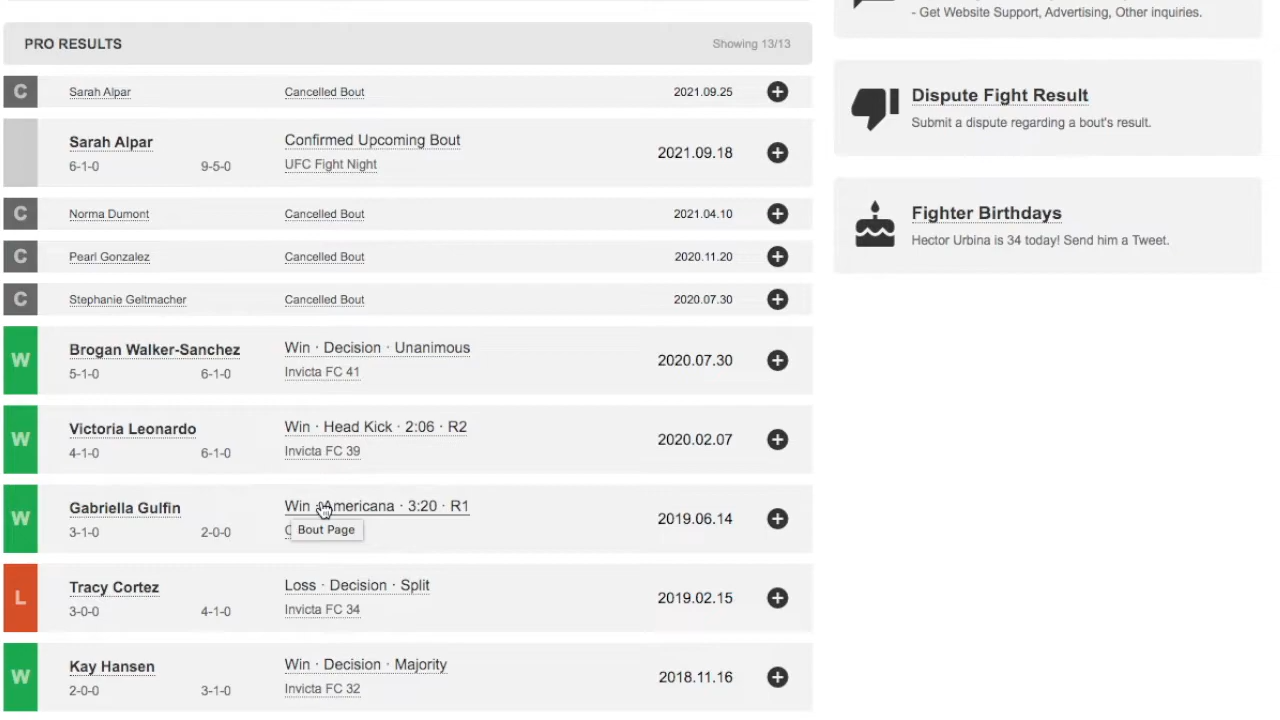 - Get Website Support, Advertising, Other inquiries.
PRO RESULTS
Showing 13/13
C Sarah Alpar Cancelled Bout 2021.09.25
Sarah Alpar Confirmed Upcoming Bout 2021.09.18
6-1-0 9-5-0 UFC Fight Night
C Norma Dumont Cancelled Bout 2021.04.10
C Pearl Gonzalez Cancelled Bout 2020.11.20
C Stephanie Geltmacher Cancelled Bout 2020.07.30
W Brogan Walker-Sanchez Win · Decision · Unanimous 2020.07.30
5-1-0 6-1-0 Invicta FC 41
W Victoria Leonardo Win · Head Kick · 2:06 · R2 2020.02.07
4-1-0 6-1-0 Invicta FC 39
W Gabriella Gulfin Win · Americana · 3:20 · R1 2019.06.14
3-1-0 2-0-0 Bout Page
L Tracy Cortez Loss · Decision · Split 2019.02.15
3-0-0 4-1-0 Invicta FC 34
W Kay Hansen Win · Decision · Majority 2018.11.16
2-0-0 3-1-0 Invicta FC 32
Dispute Fight Result
Submit a dispute regarding a bout's result.
Fighter Birthdays
Hector Urbina is 34 today! Send him a Tweet.